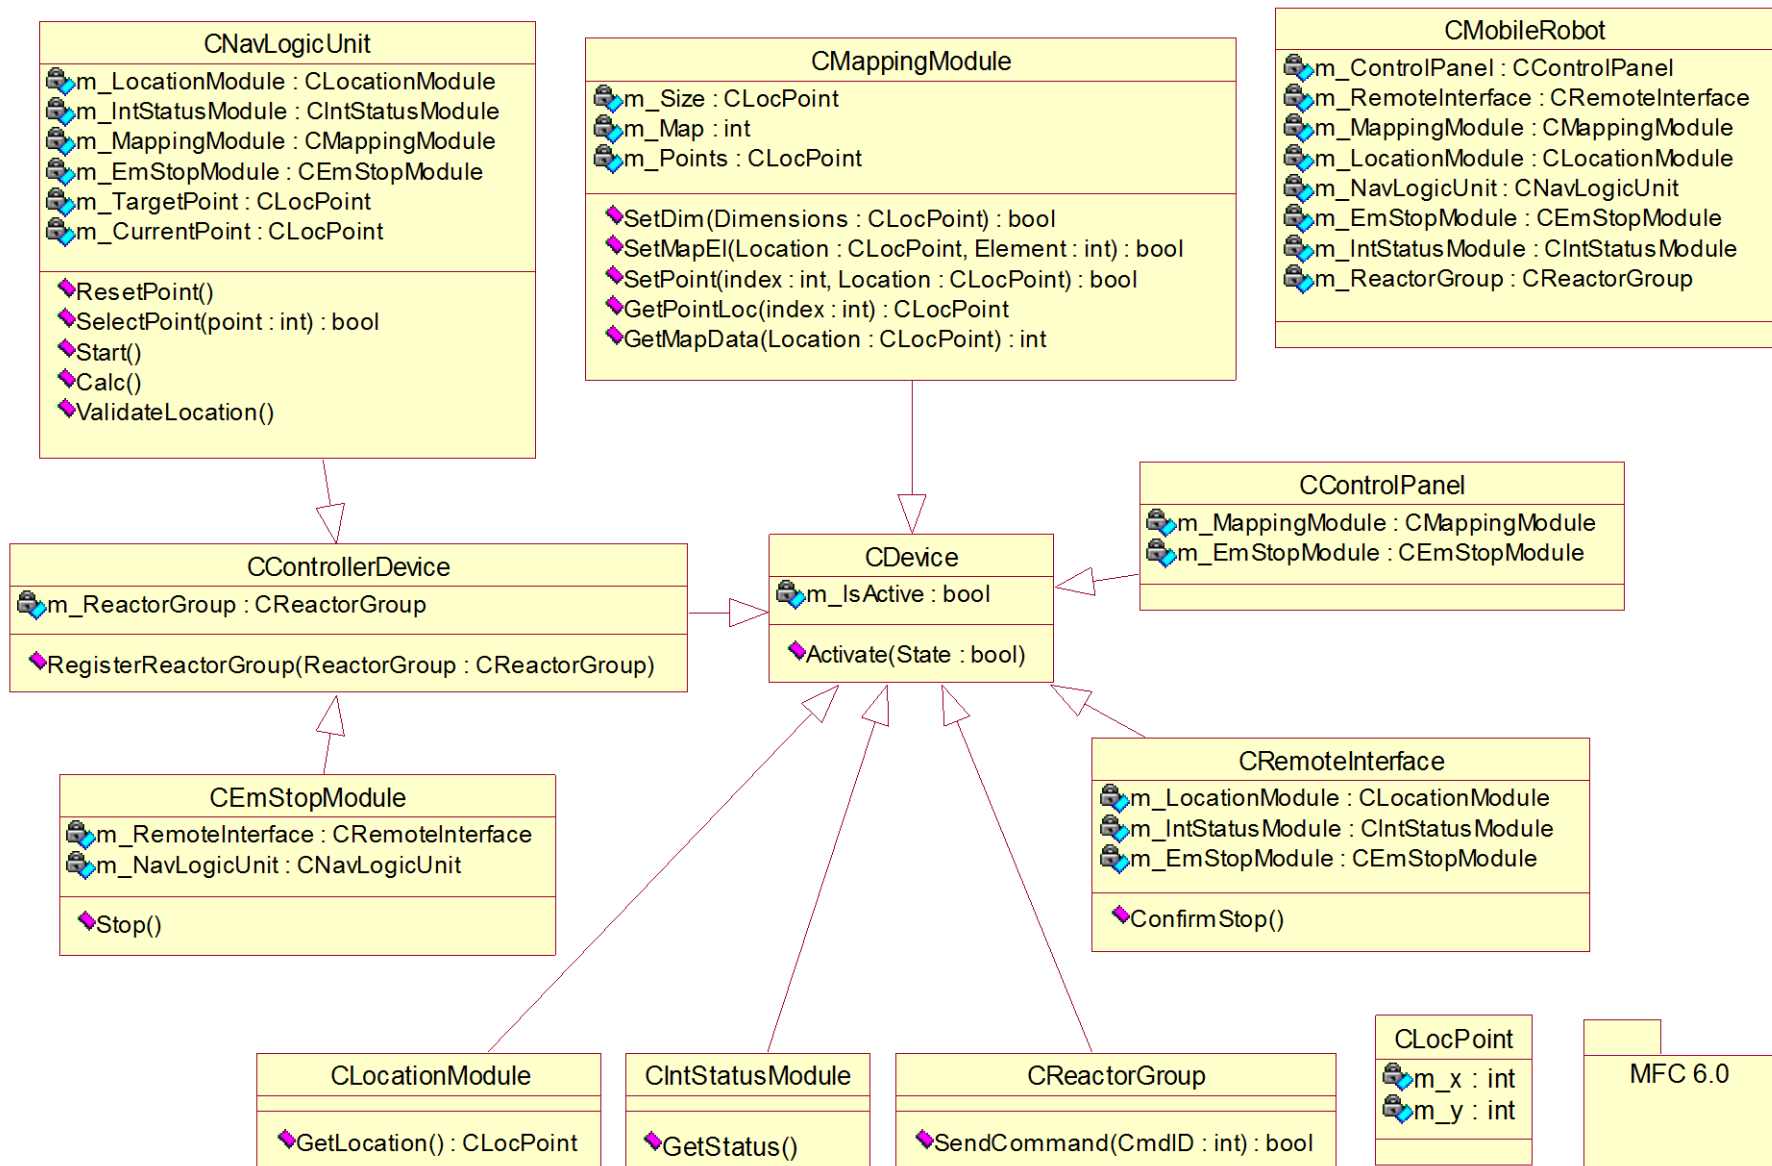 CNavLogicUnit
m_LocationModule : CLocationModule
m_IntStatusModule : CIntStatusModule
m_MappingModule : CMappingModule
m_EmStopModule : CEmStopModule
m_TargetPoint : CLocPoint
m_CurrentPoint : CLocPoint
ResetPoint()
SelectPoint(point : int) : bool
Start()
Calc()
ValidateLocation()
CMappingModule
m_Size : CLocPoint
m_Map : int
m_Points : CLocPoint
SetDim(Dimensions : CLocPoint) : bool
SetMapEl(Location : CLocPoint, Element : int) : bool
SetPoint(index : int, Location : CLocPoint) : bool
GetPointLoc(index : int) : CLocPoint
GetMapData(Location : CLocPoint) : int
CMobileRobot
m_ControlPanel : CControlPanel
m_RemoteInterface : CRemoteInterface
m_MappingModule : CMappingModule
m_LocationModule : CLocationModule
m_NavLogicUnit : CNavLogicUnit
m_EmStopModule : CEmStopModule
m_IntStatusModule : CIntStatusModule
m_ReactorGroup : CReactorGroup
CControllerDevice
m_ReactorGroup : CReactorGroup
RegisterReactorGroup(ReactorGroup : CReactorGroup)
CDevice
m_IsActive : bool
Activate(State : bool)
CControlPanel
m_MappingModule : CMappingModule
m_EmStopModule : CEmStopModule
CEmStopModule
m_RemoteInterface : CRemoteInterface
m_NavLogicUnit : CNavLogicUnit
Stop()
CRemoteInterface
m_LocationModule : CLocationModule
m_IntStatusModule : CIntStatusModule
m_EmStopModule : CEmStopModule
ConfirmStop()
CLocationModule
GetLocation() : CLocPoint
CIntStatusModule
GetStatus()
CReactorGroup
SendCommand(CmdID : int) : bool
CLocPoint
m_x : int
m_y : int
MFC 6.0